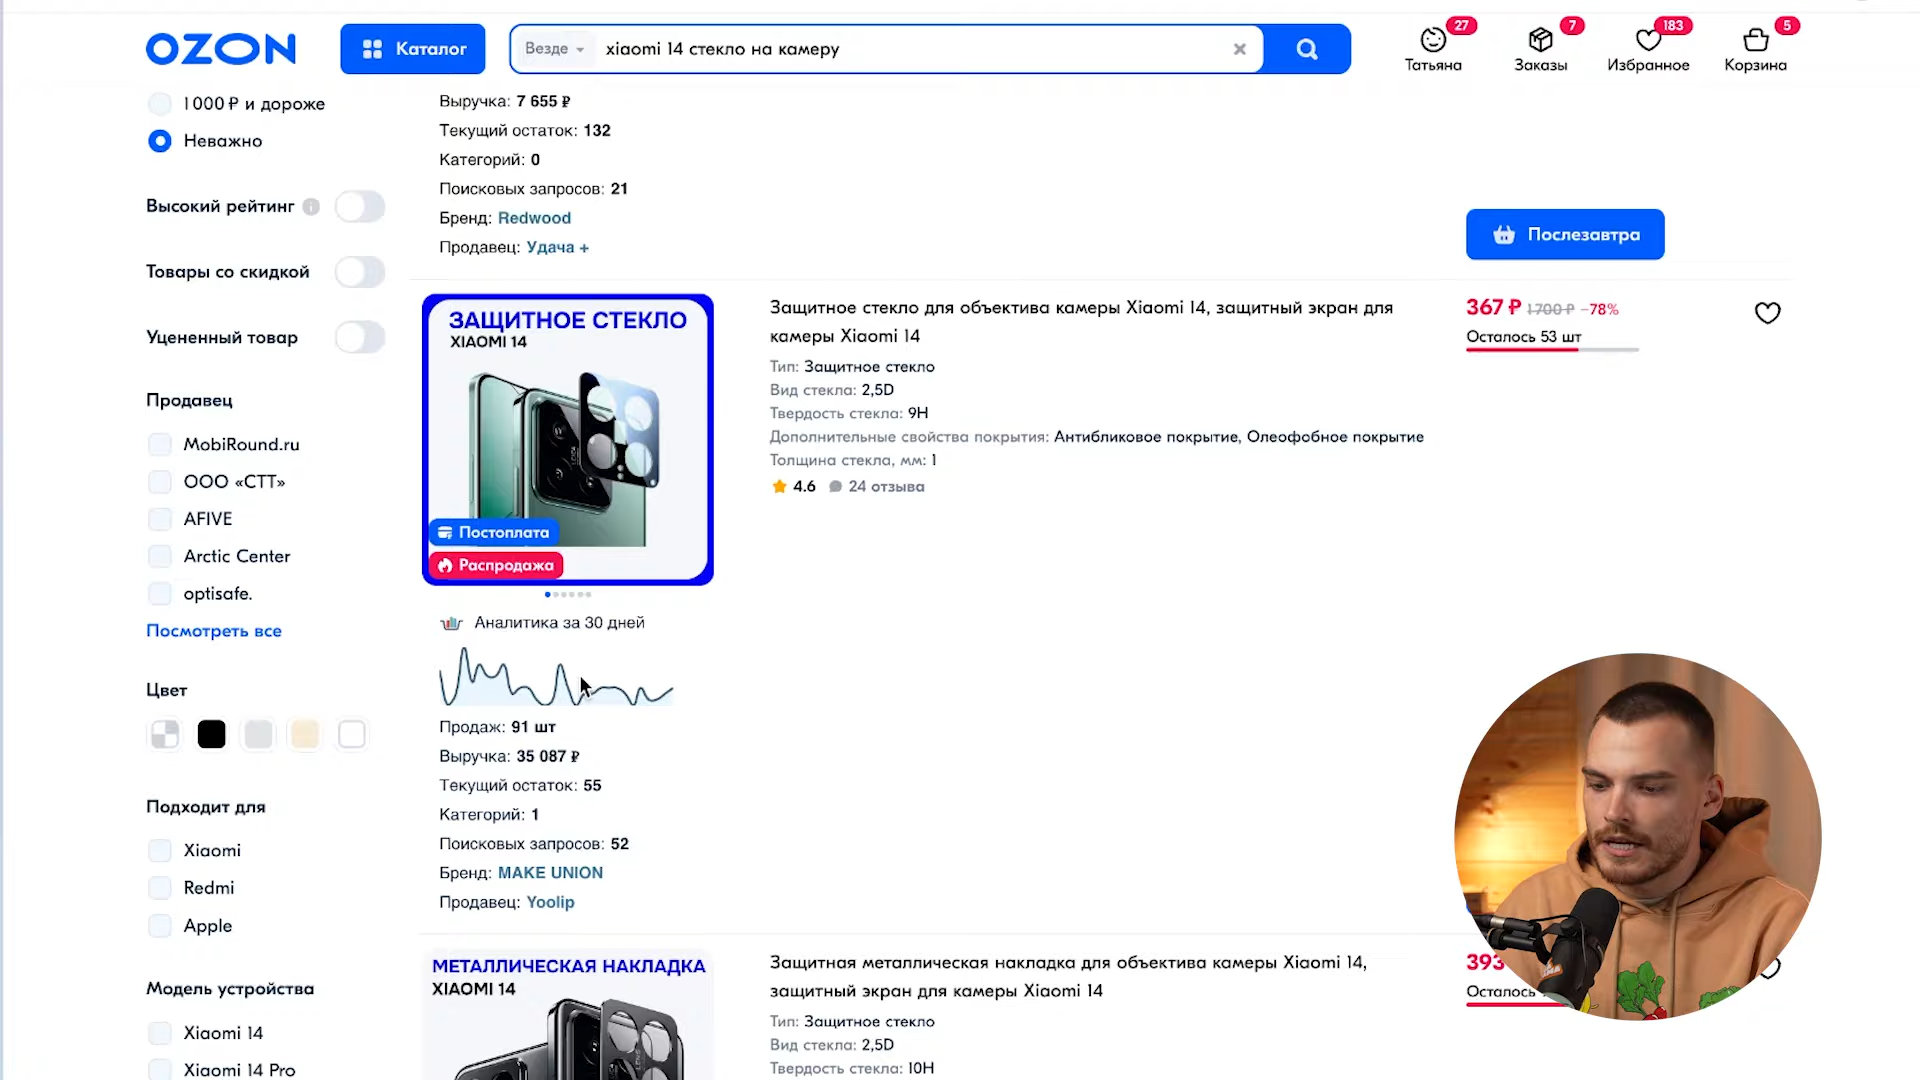 OZON
Каталог
Везде
xiaomi 14 стекло на камеру
27
7
183
5
Татьяна
Заказы
Избранное
Корзина
1 000 ₽ и дороже
Неважно
Высокий рейтинг
Товары со скидкой
Уцененный товар
Продавец
MobiRound.ru
ООО «СТТ»
AFIVE
Arctic Center
optisafe.
Посмотреть все
Цвет
Подходит для
Xiaomi
Redmi
Apple
Модель устройства
Xiaomi 14
Xiaomi 14 Pro
Выручка: 7 655 ₽
Текущий остаток: 132
Категорий: 0
Поисковых запросов: 21
Бренд: Redwood
Продавец: Удача +
Послезавтра
ЗАЩИТНОЕ СТЕКЛО
XIAOMI 14
Постоплата
Распродажа
Аналитика за 30 дней
Продаж: 91 шт
Выручка: 35 087 ₽
Текущий остаток: 55
Категорий: 1
Поисковых запросов: 52
Бренд: MAKE UNION
Продавец: Yoolip
Защитное стекло для объектива камеры Xiaomi 14, защитный экран для
камеры Xiaomi 14
Тип: Защитное стекло
Вид стекла: 2,5D
Твердость стекла: 9H
Дополнительные свойства покрытия: Антибликовое покрытие, Олеофобное покрытие
Толщина стекла, мм: 1
4.6 24 отзыва
367 ₽ 1 700 ₽ −78%
Осталось 53 шт
МЕТАЛЛИЧЕСКАЯ НАКЛАДКА
XIAOMI 14
Защитная металлическая накладка для объектива камеры Xiaomi 14,
защитный экран для камеры Xiaomi 14
Тип: Защитное стекло
Вид стекла: 2,5D
Твердость стекла: 10H
393
Осталось